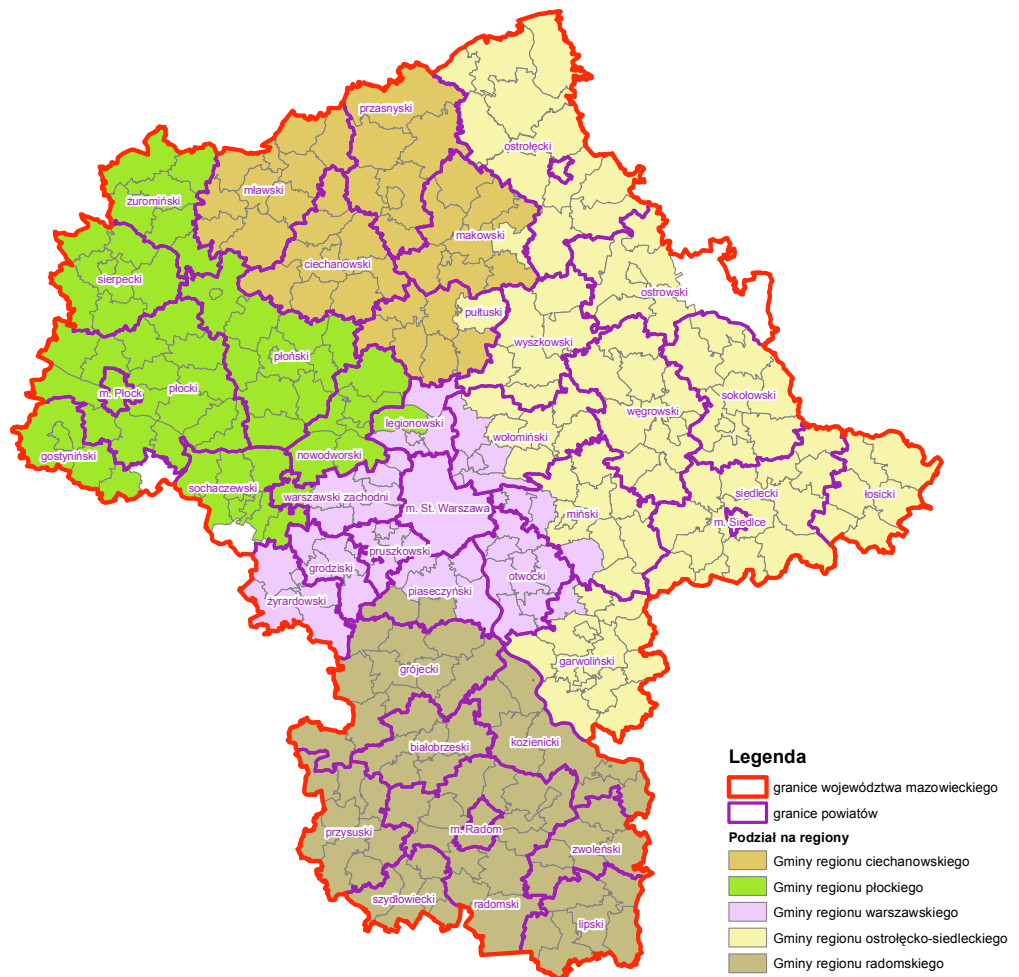 przasnyski
ostrołęcki
żuromiński
mławski
makowski
ciechanowski
sierpecki
ostrowski
pułtuski
wyszkowski
płoński
płocki
m. Płock
sokołowski
węgrowski
legionowski
wołomiński
gostyniński
nowodworski
sochaczewski
siedlecki
łosicki
warszawski zachodni
m. St. Warszawa
miński
m. Siedlce
pruszkowski
grodziski
otwocki
piaseczyński
żyrardowski
garwoliński
grójecki
białobrzeski
kozienicki
przysuski
m. Radom
zwoleński
szydłowiecki
radomski
lipski
Legenda
granice województwa mazowieckiego
granice powiatów
Podział na regiony
Gminy regionu ciechanowskiego
Gminy regionu płockiego
Gminy regionu warszawskiego
Gminy regionu ostrołęcko-siedleckiego
Gminy regionu radomskiego